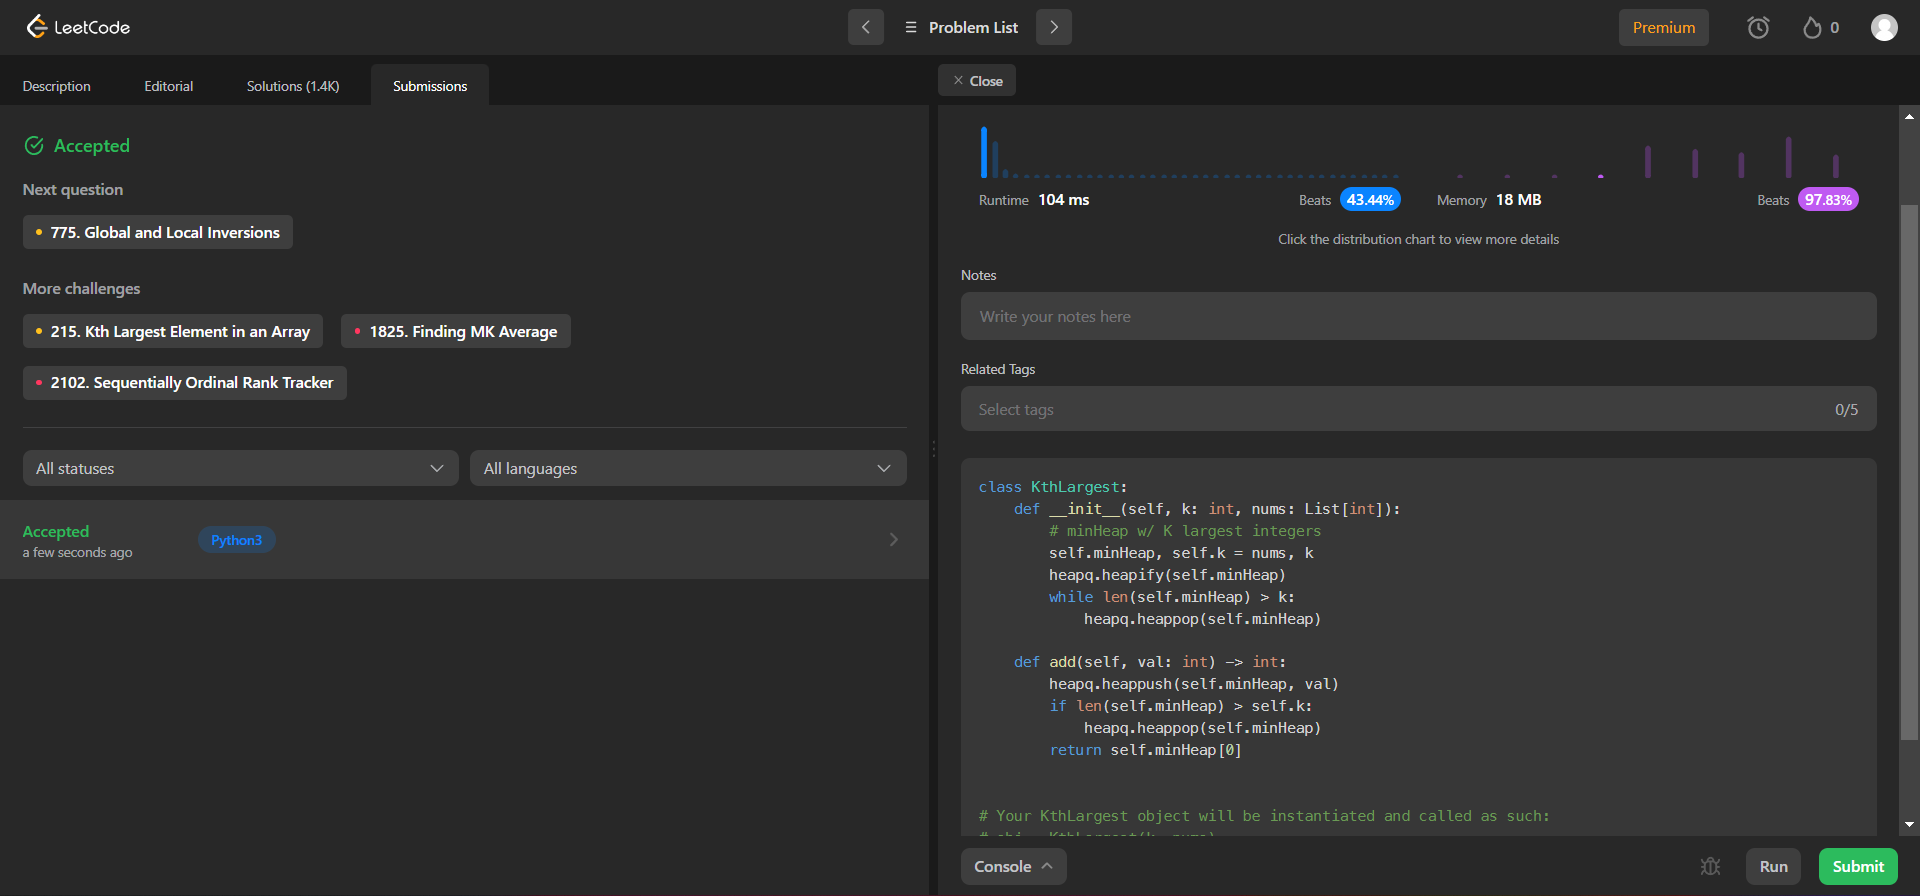 LeetCode
Problem List
Premium
0
Description
Editorial
Solutions (1.4K)
Submissions
Close
Accepted
Next question
775. Global and Local Inversions
More challenges
215. Kth Largest Element in an Array
1825. Finding MK Average
2102. Sequentially Ordinal Rank Tracker
All statuses
All languages
Accepted
a few seconds ago
Python3
Runtime 104 ms
Beats 43.44%
Memory 18 MB
Beats 97.83%
Click the distribution chart to view more details
Notes
Write your notes here
Related Tags
Select tags
0/5
class KthLargest:
    def __init__(self, k: int, nums: List[int]):
        # minHeap w/ K largest integers
        self.minHeap, self.k = nums, k
        heapq.heapify(self.minHeap)
        while len(self.minHeap) > k:
            heapq.heappop(self.minHeap)
    def add(self, val: int) -> int:
        heapq.heappush(self.minHeap, val)
        if len(self.minHeap) > self.k:
            heapq.heappop(self.minHeap)
        return self.minHeap[0]
# Your KthLargest object will be instantiated and called as such:
Console
Run
Submit